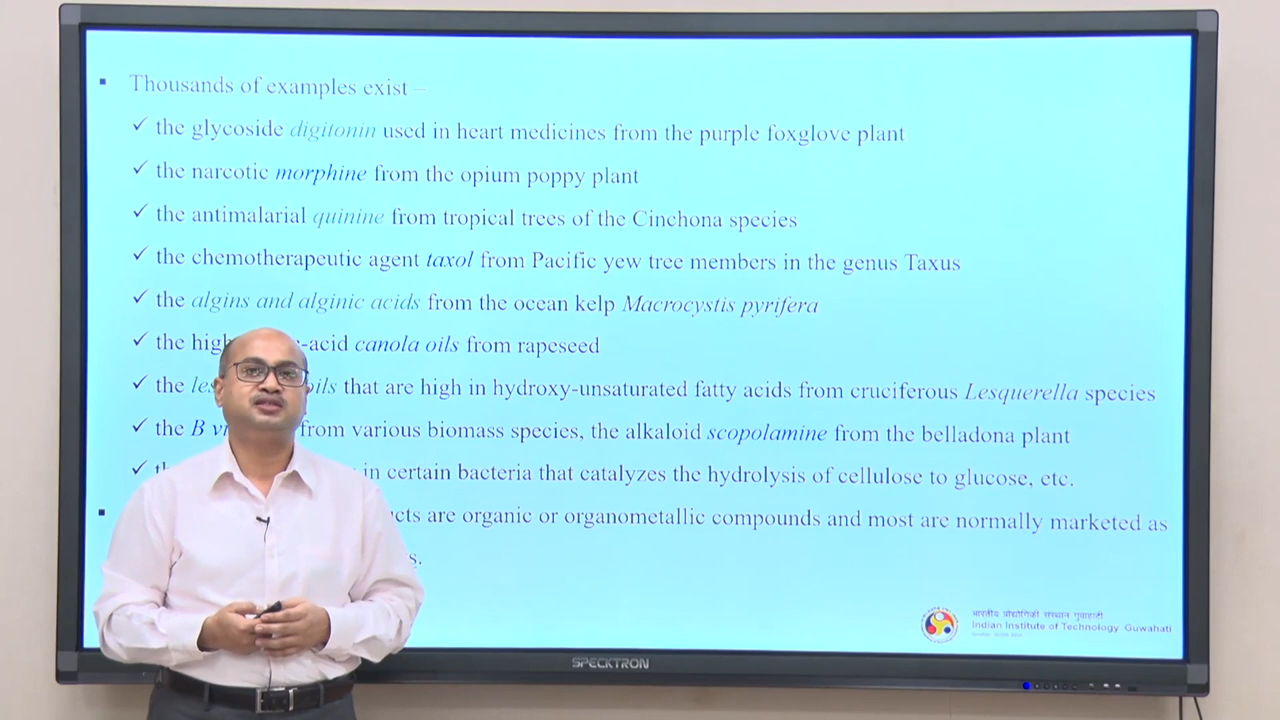 Thousands of examples exist –
the glycoside digitonin used in heart medicines from the purple foxglove plant
the narcotic morphine from the opium poppy plant
the antimalarial quinine from tropical trees of the Cinchona species
the chemotherapeutic agent taxol from Pacific yew tree members in the genus Taxus
the algins and alginic acids from the ocean kelp Macrocystis pyrifera
the -acid canola oils from rapeseed
the oils that are high in hydroxy-unsaturated fatty acids from cruciferous Lesquerella species
the B from various biomass species, the alkaloid scopolamine from the belladona plant
in certain bacteria that catalyzes the hydrolysis of cellulose to glucose, etc.
are organic or organometallic compounds and most are normally marketed as
भारतीय प्रौद्योगिकी संस्थान गुवाहाटी
Indian Institute of Technology Guwahati
SPECKTRON